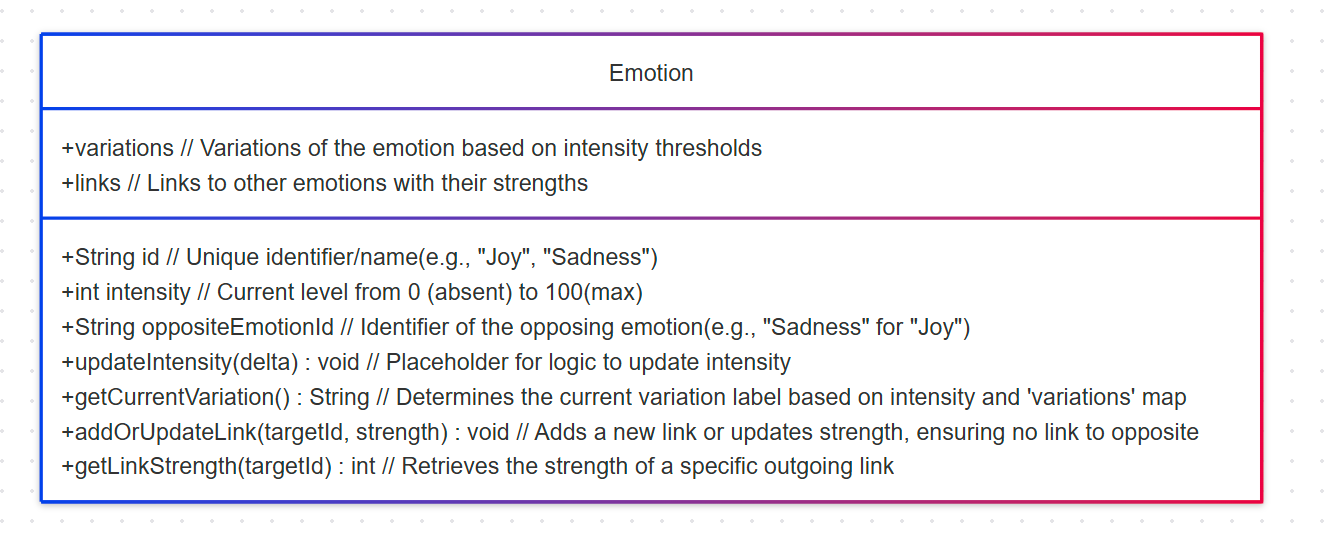 Emotion
+variations // Variations of the emotion based on intensity thresholds
+links // Links to other emotions with their strengths
+String id // Unique identifier/name(e.g., "Joy", "Sadness")
+int intensity // Current level from 0 (absent) to 100(max)
+String oppositeEmotionId // Identifier of the opposing emotion(e.g., "Sadness" for "Joy")
+updateIntensity(delta) : void // Placeholder for logic to update intensity
+getCurrentVariation() : String // Determines the current variation label based on intensity and 'variations' map
+addOrUpdateLink(targetId, strength) : void // Adds a new link or updates strength, ensuring no link to opposite
+getLinkStrength(targetId) : int // Retrieves the strength of a specific outgoing link